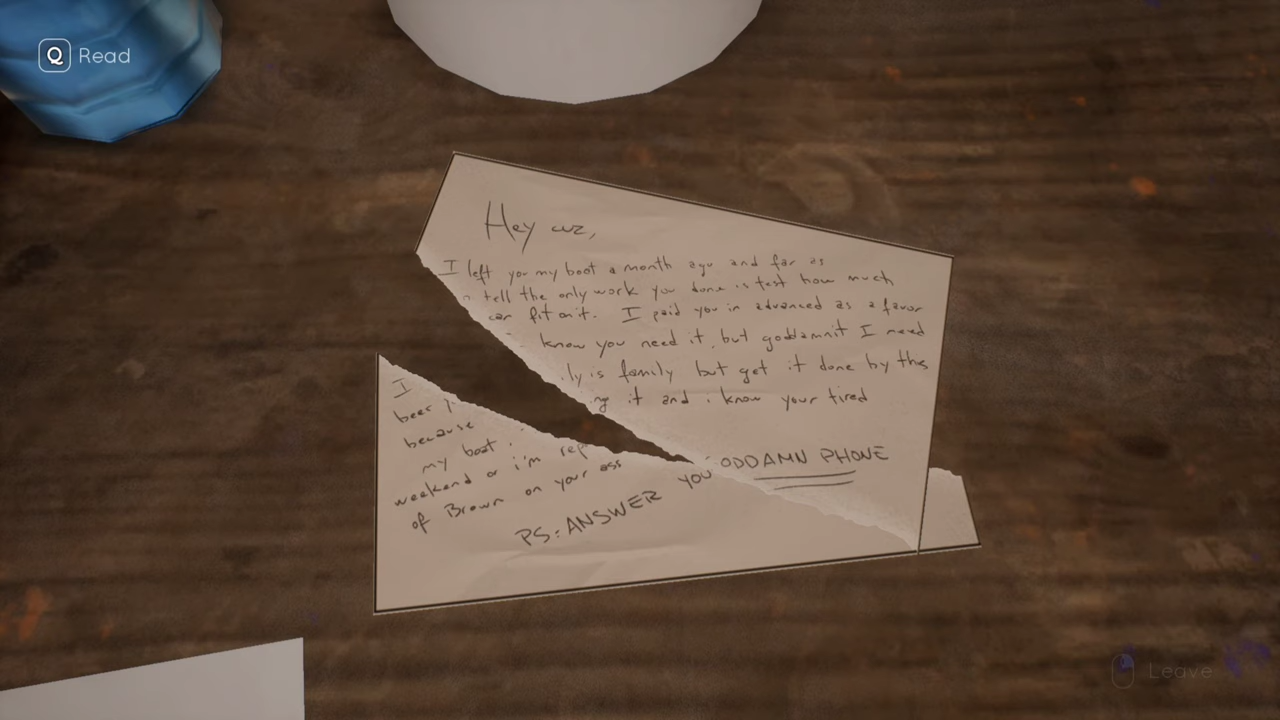 Q Read
Hey cuz,
I left you my boat a month ago and far as
I tell the only work you done is test how much
beer can fit on it. I paid you in advanced as a favor
because know you need it, but goddamnit I need
my boat is family but get it done by this
weekend or i'm it and i know your tired
of Brown on your ass
PS: ANSWER YOU ODDAMN PHONE
Leave